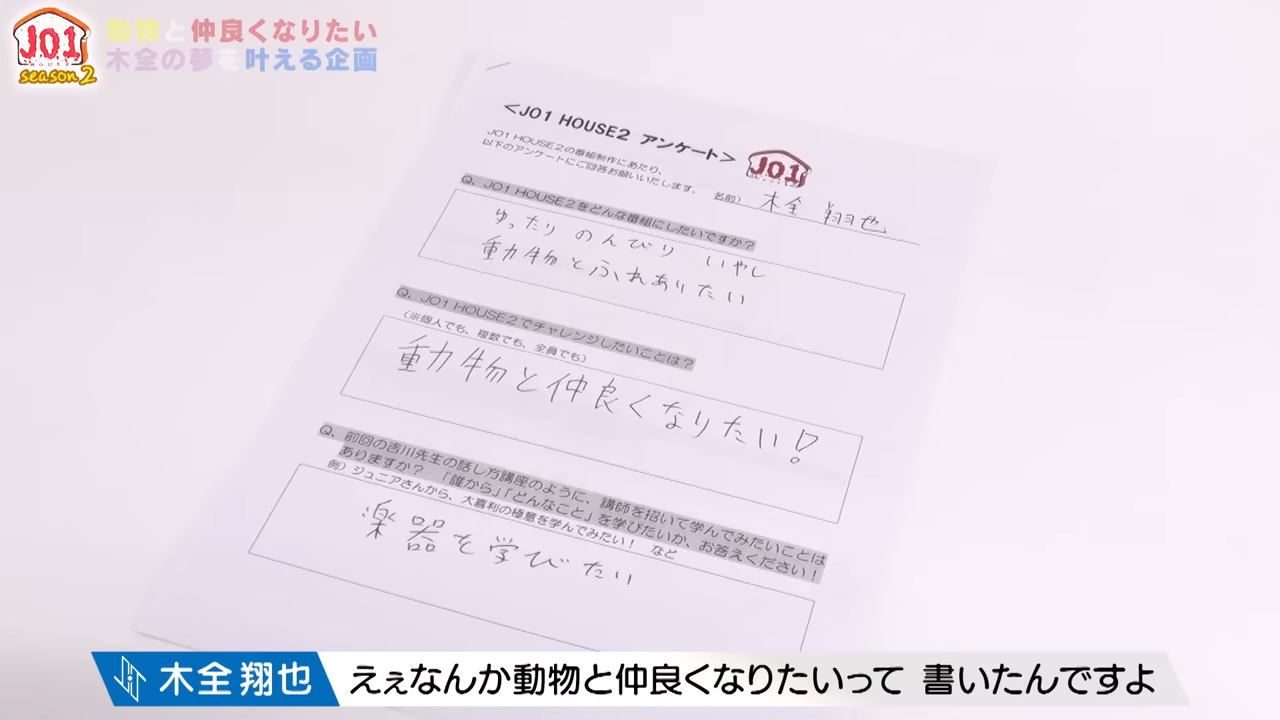 JO1
HOUSE
season2
動物と仲良くなりたい
木全の夢を叶える企画
<JO1 HOUSE2 アンケート>
JO1
JO1 HOUSE2の番組制作にあたり、
以下のアンケートにご回答お願いいたします。
名前) 木全 翔也
Q、JO1 HOUSE2をどんな番組にしたいですか?
ゆったり のんびり いやし
動物とふれありたい
Q、JO1 HOUSE2でチャレンジしたいことは?
(※個人でも、複数でも、全員でも)
動物と仲良くなりたい!
Q、前回の吉川先生の話し方講座のように、講師を招いて学んでみたいことは
ありますか? 「誰から」「どんなこと」を学びたいか、お答えください!
例)ジュニアさんから、大喜利の極意を学んでみたい! など
楽器を学びたい
木全 翔也 えぇなんか動物と仲良くなりたいって 書いたんですよ